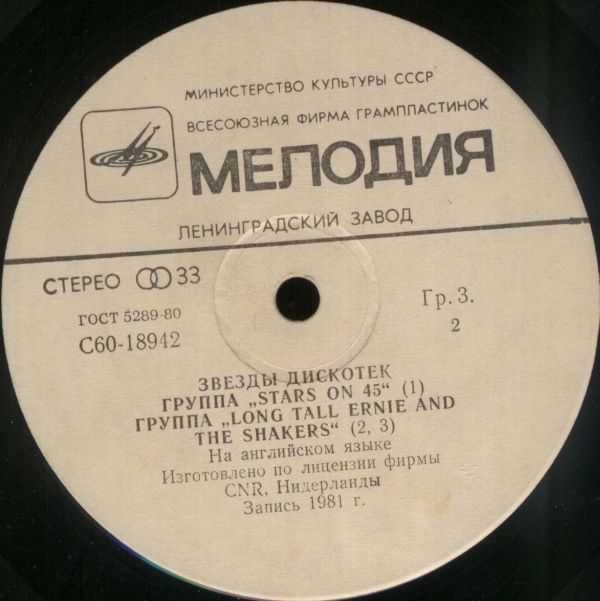 МИНИСТЕРСТВО КУЛЬТУРЫ СССР
ВСЕСОЮЗНАЯ ФИРМА ГРАМПЛАСТИНОК
МЕЛОДИЯ
ЛЕНИНГРАДСКИЙ ЗАВОД
СТЕРЕО 33
ГОСТ 5289-80
С60-18942
Гр. 3.
2
ЗВЕЗДЫ ДИСКОТЕК
ГРУППА „STARS ON 45“ (1)
ГРУППА „LONG TALL ERNIE AND
THE SHAKERS“ (2, 3)
На английском языке
Изготовлено по лицензии фирмы
CNR, Нидерланды
Запись 1981 г.